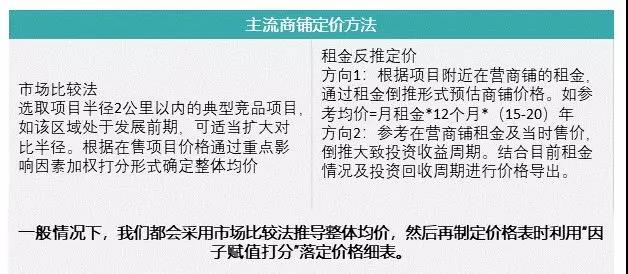 主流商铺定价方法
市场比较法
选取项目半径2公里以内的典型竞品项目,
如该区域处于发展前期，可适当扩大对
比半径。根据在售项目价格通过重点影
响因素加权打分形式确定整体均价
租金反推定价
方向1：根据项目附近在营商铺的租金,
通过租金倒推形式预估商铺价格。如参
考均价=月租金*12个月*（15-20）年
方向2：参考在营商铺租金及当时售价，
倒推大致投资收益周期。结合目前租金
情况及投资回收周期进行价格导出。
一般情况下，我们都会采用市场比较法推导整体均价，然后再制定价格表时利用"因
子赋值打分"落定价格细表。